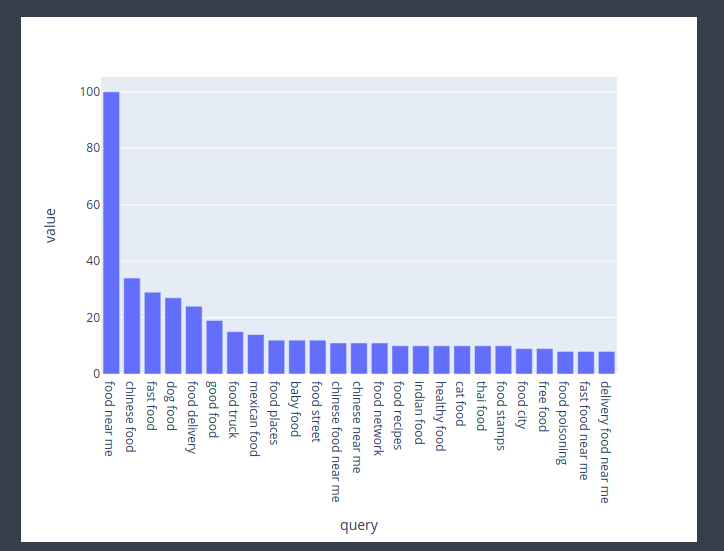 100
80
60
40
20
0
value
food near me
chinese food
fast food
dog food
food delivery
good food
food truck
mexican food
food places
baby food
food street
chinese food near me
chinese near me
food network
food recipes
indian food
healthy food
cat food
thai food
food stamps
food city
free food
food poisoning
fast food near me
delivery food near me
query